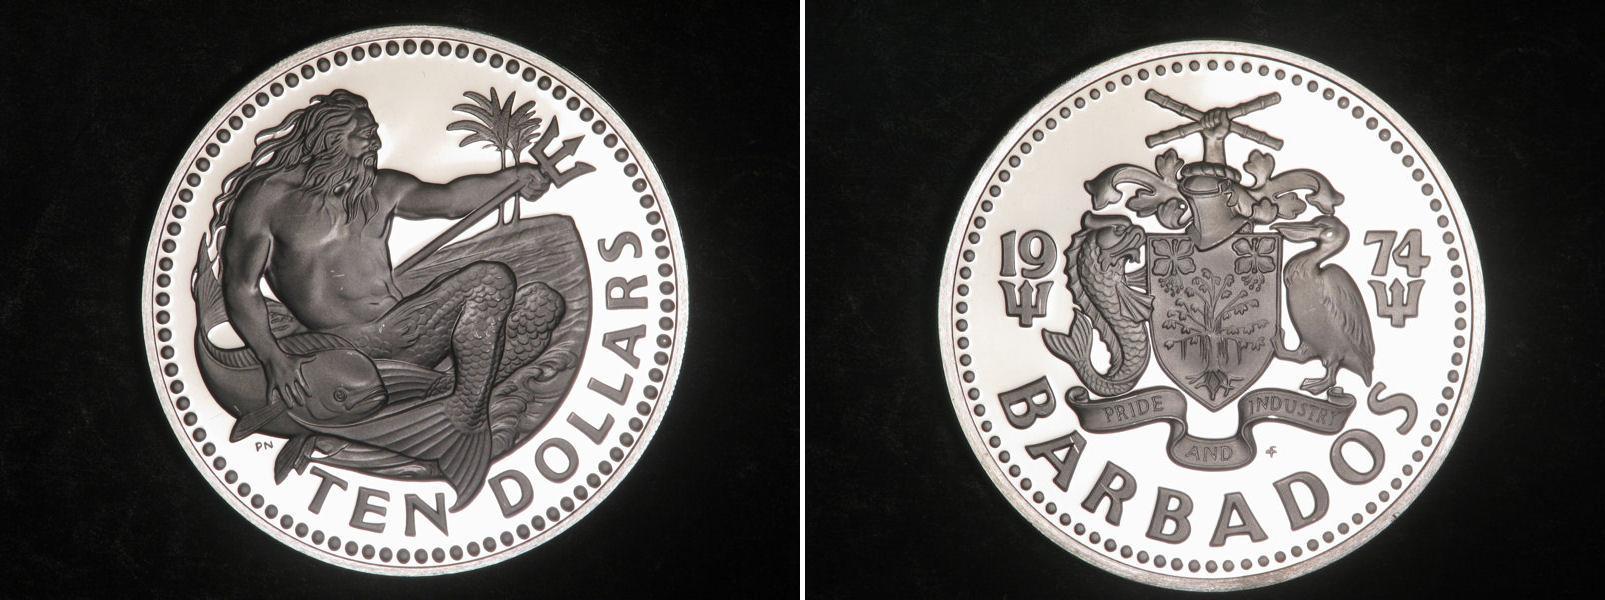 PN
TEN DOLLARS
19 74
PRIDE AND INDUSTRY
BARBADOS